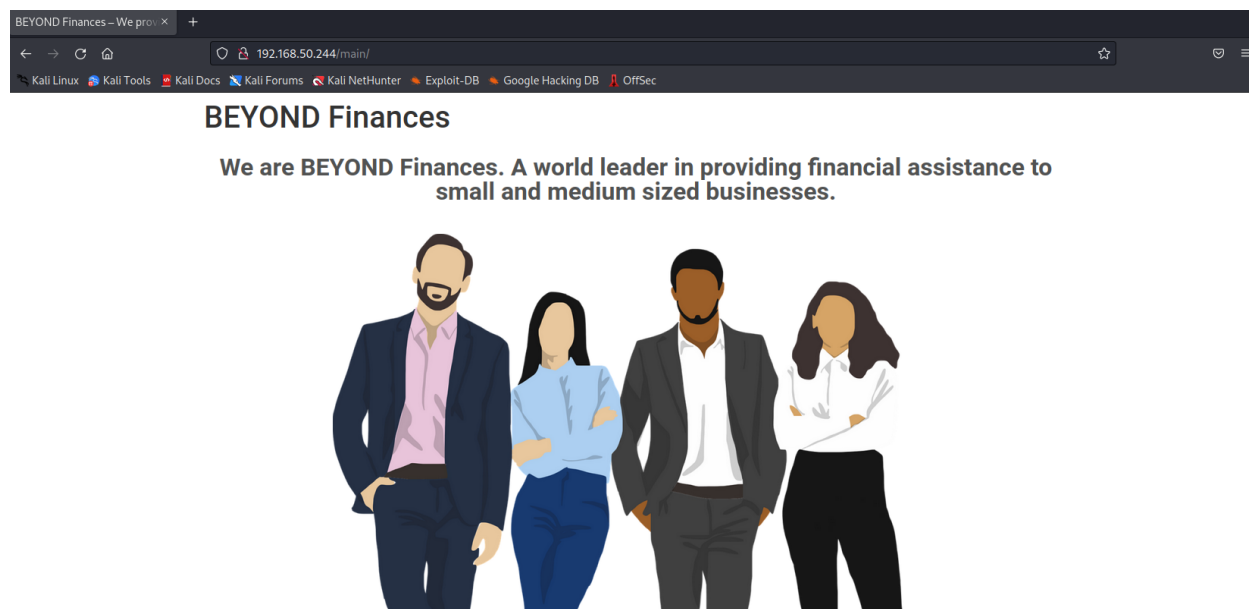 BEYOND Finances – We prov
192.168.50.244/main/
Kali Linux Kali Tools Kali Docs Kali Forums Kali NetHunter Exploit-DB Google Hacking DB OffSec
BEYOND Finances
We are BEYOND Finances. A world leader in providing financial assistance to
small and medium sized businesses.